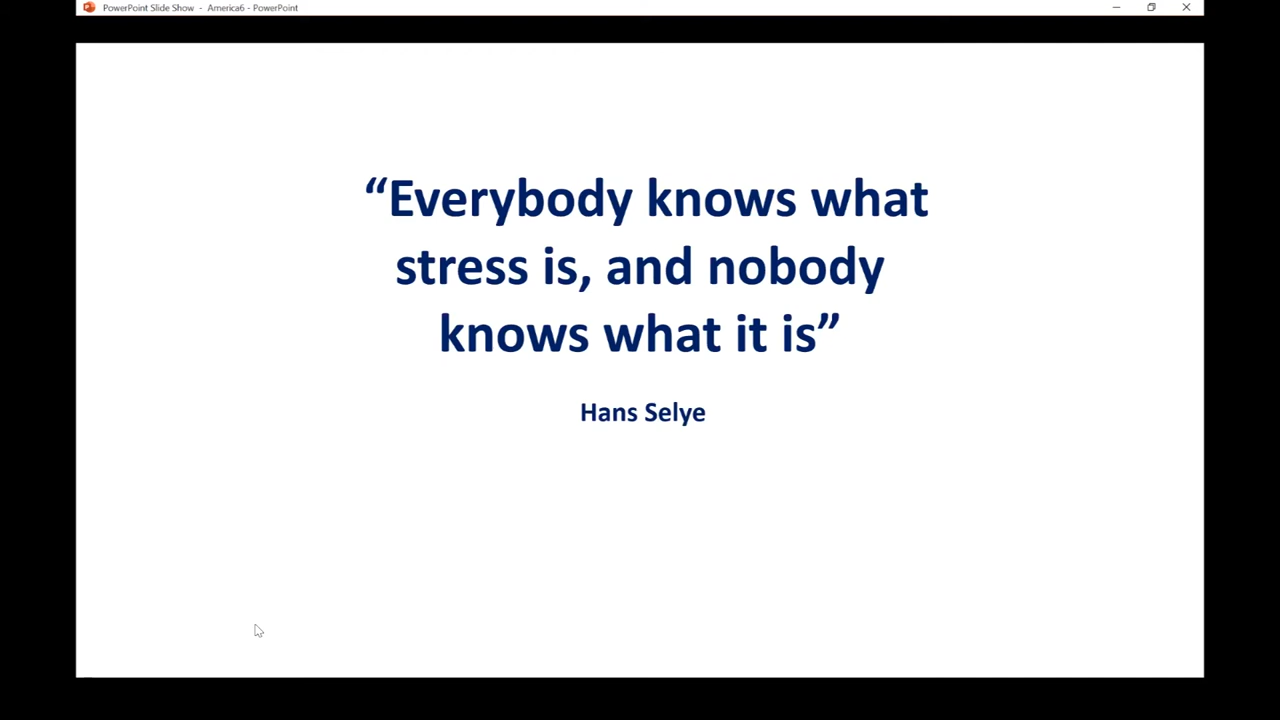 PowerPoint Slide Show - America6 - PowerPoint
“Everybody knows what
stress is, and nobody
knows what it is”
Hans Selye